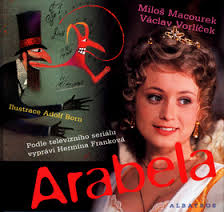 Miloš Macourek
Václav Vorlíček
Ilustrace Adolf Born
Podle televizního seriálu
vypráví Hermína Franková
Arabela
ALBATROS